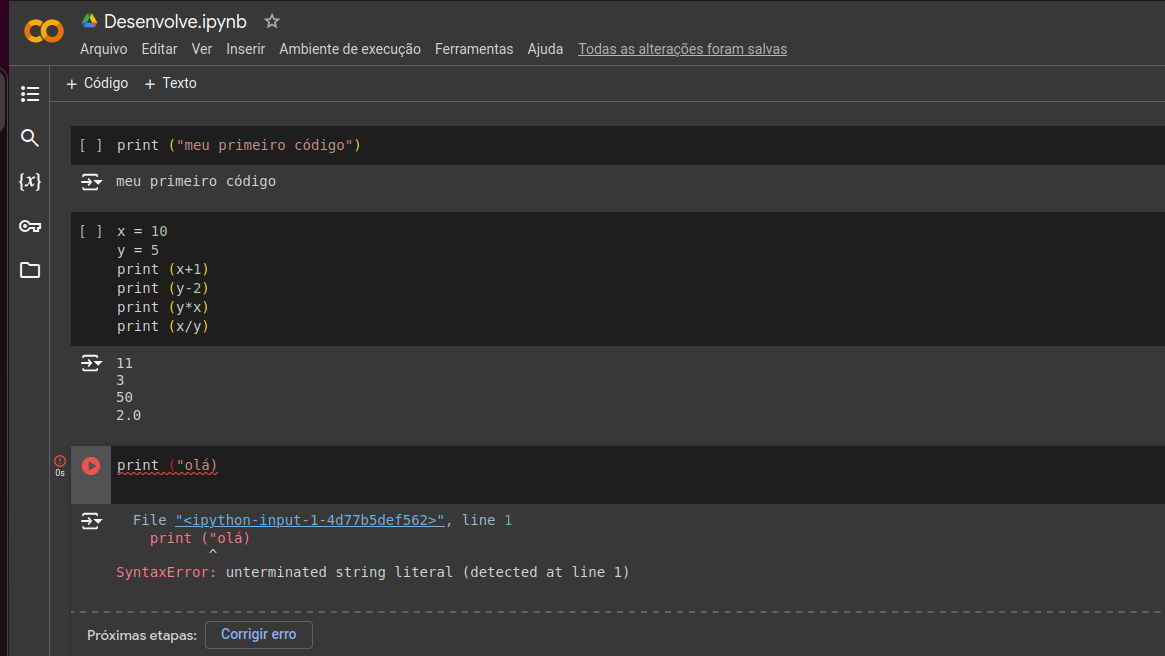 Desenvolve.ipynb
Arquivo Editar Ver Inserir Ambiente de execução Ferramentas Ajuda Todas as alterações foram salvas
+ Código + Texto
[ ] print ("meu primeiro código")
meu primeiro código
{x}
[ ] x = 10
y = 5
print (x+1)
print (y-2)
print (y*x)
print (x/y)
11
3
50
2.0
print ("olá)
0s
File "<ipython-input-1-4d77b5def562>", line 1
print ("olá)
^
SyntaxError: unterminated string literal (detected at line 1)
Próximas etapas: Corrigir erro